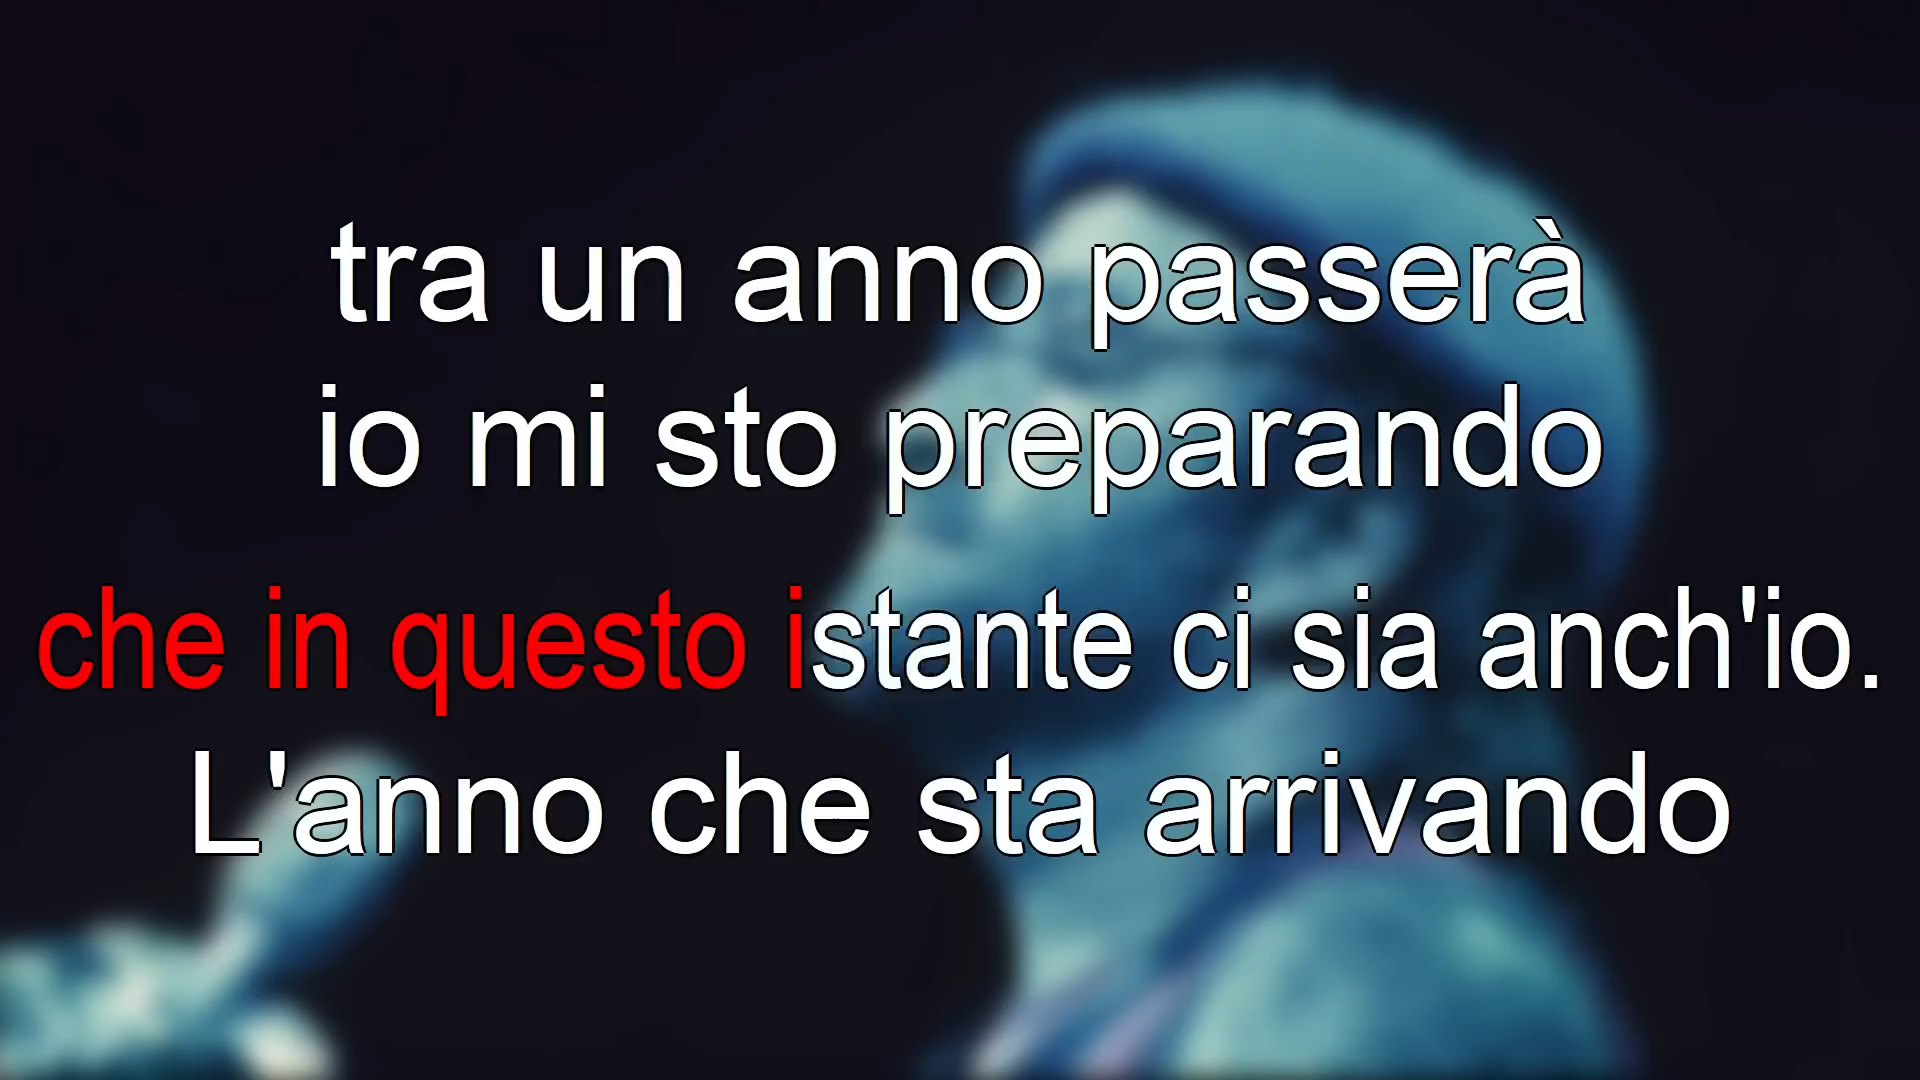 tra un anno passerà
io mi sto preparando
che in questo istante ci sia anch'io.
L'anno che sta arrivando